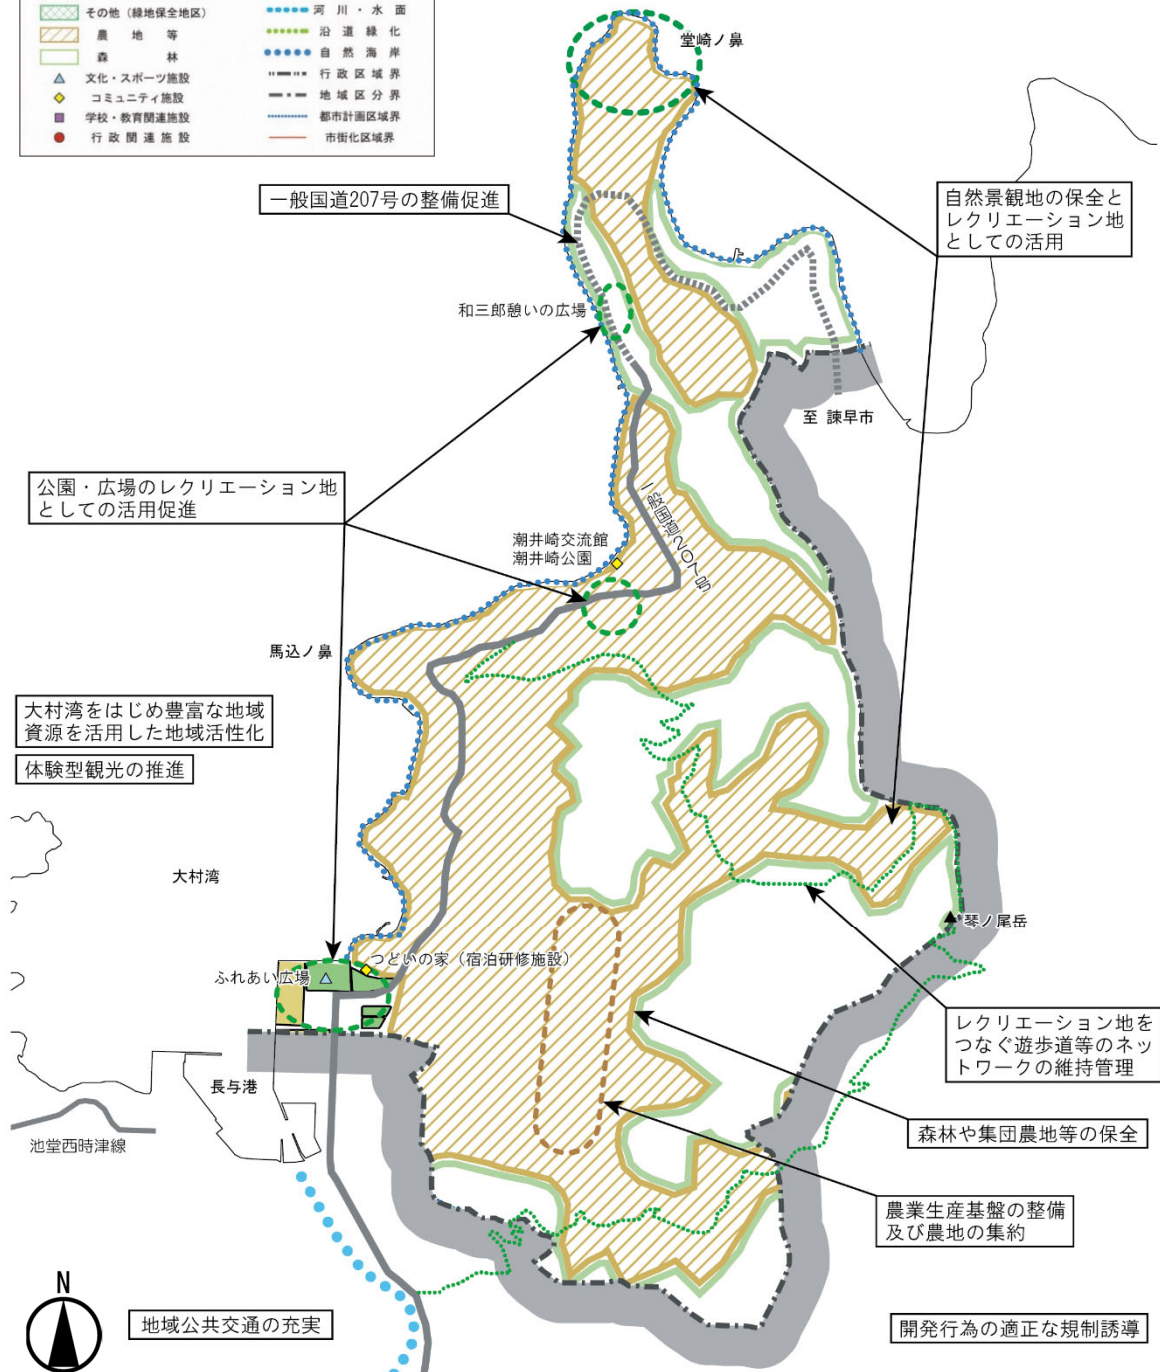 その他（緑地保全地区）
農地等
森林
文化・スポーツ施設
コミュニティ施設
学校・教育関連施設
行政関連施設
河川・水面
沿道緑化
自然海岸
行政区域界
地域区分界
都市計画区域界
市街化区域界
堂崎ノ鼻
一般国道207号の整備促進
自然景観地の保全と
レクリエーション地
としての活用
和三郎憩いの広場
至 諫早市
公園・広場のレクリエーション地
としての活用促進
一般国道207号
潮井崎交流館
潮井崎公園
馬込ノ鼻
大村湾をはじめ豊富な地域
資源を活用した地域活性化
体験型観光の推進
大村湾
琴ノ尾岳
つどいの家（宿泊研修施設）
ふれあい広場
レクリエーション地を
つなぐ遊歩道等のネッ
トワークの維持管理
長与港
池堂西時津線
森林や集団農地等の保全
農業生産基盤の整備
及び農地の集約
N
地域公共交通の充実
開発行為の適正な規制誘導